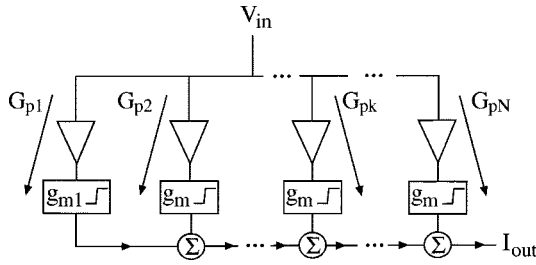 V_in
... ...
G_p1 G_p2 G_pk G_pN
g_m1 g_m g_m g_m
Σ ... Σ ... Σ I_out